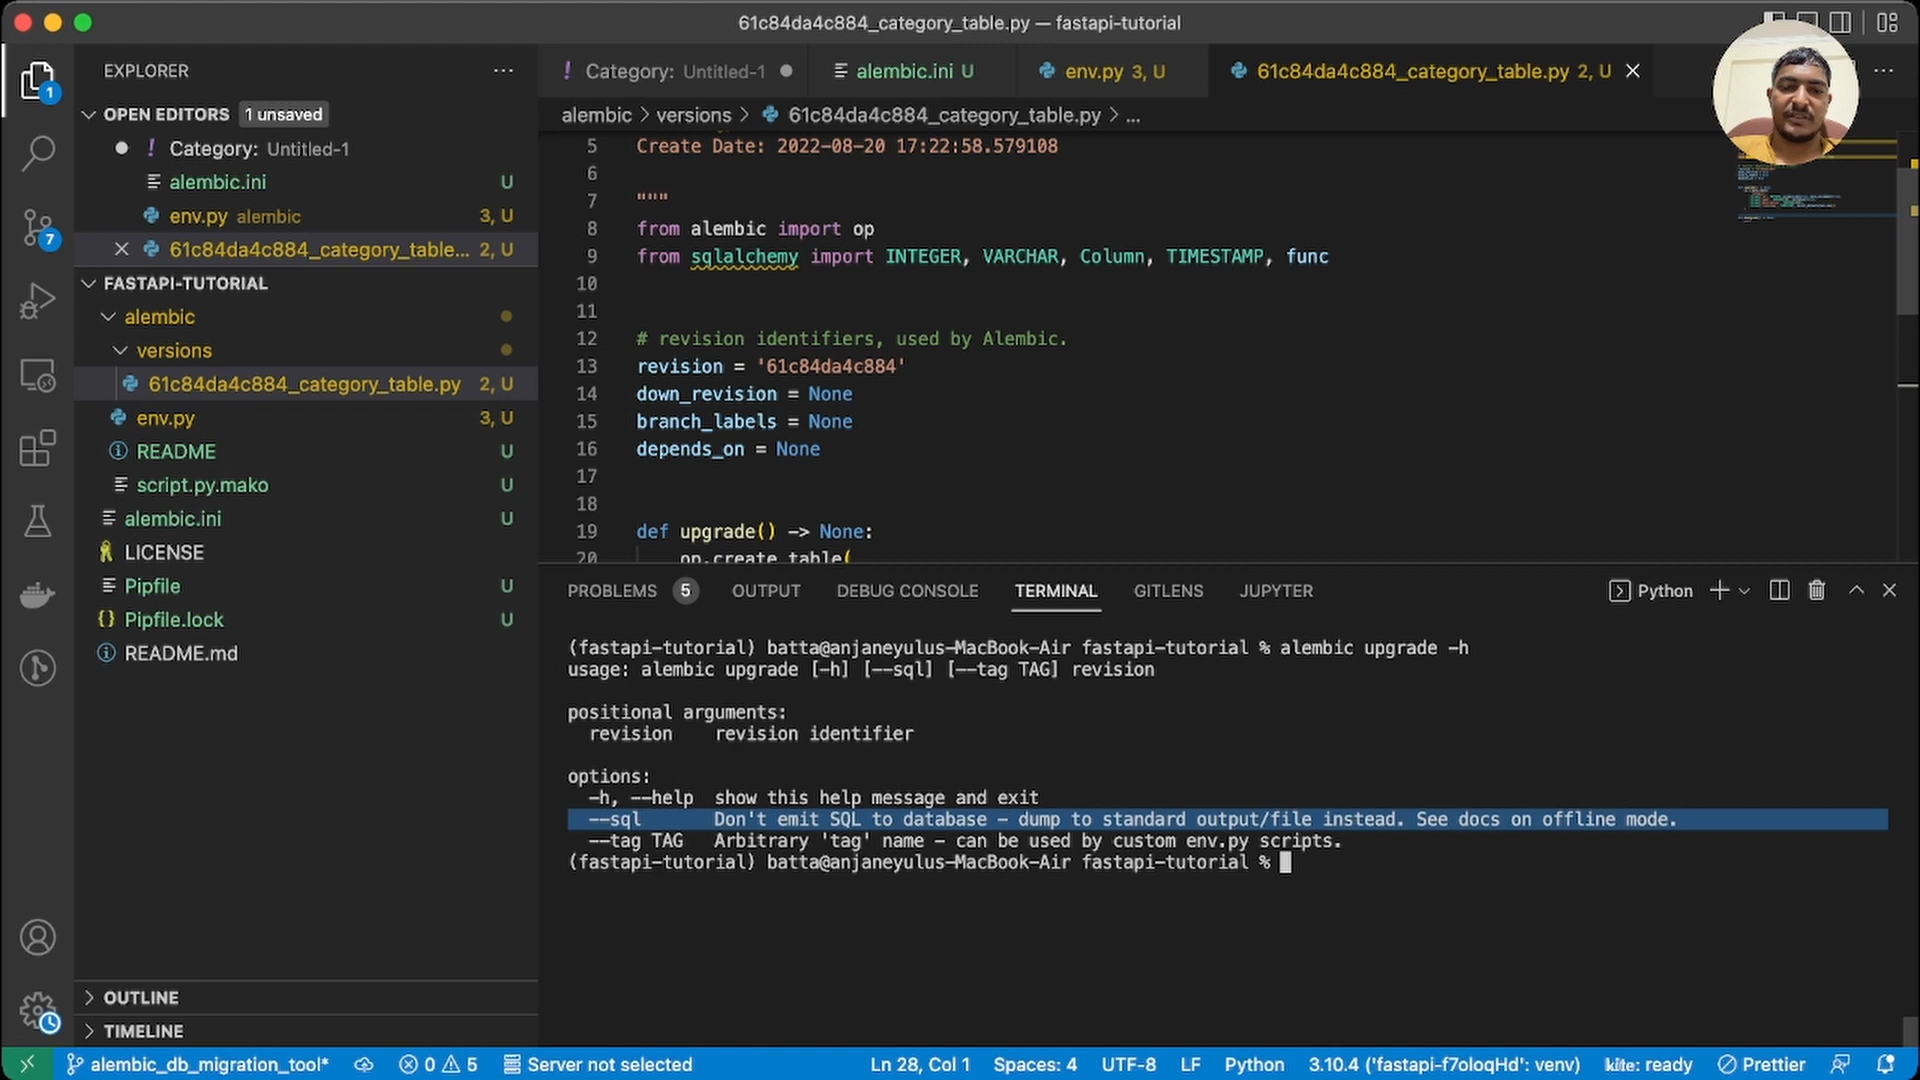 61c84da4c884_category_table.py — fastapi-tutorial
EXPLORER
OPEN EDITORS 1 unsaved
! Category: Untitled-1
alembic.ini U
env.py alembic 3, U
61c84da4c884_category_table... 2, U
FASTAPI-TUTORIAL
alembic
versions
61c84da4c884_category_table.py 2, U
env.py 3, U
README U
script.py.mako U
alembic.ini U
LICENSE
Pipfile U
Pipfile.lock U
README.md
OUTLINE
TIMELINE
1
7
! Category: Untitled-1
alembic.ini U
env.py 3, U
61c84da4c884_category_table.py 2, U
alembic > versions > 61c84da4c884_category_table.py > ...
5 Create Date: 2022-08-20 17:22:58.579108
6
7 """
8 from alembic import op
9 from sqlalchemy import INTEGER, VARCHAR, Column, TIMESTAMP, func
10
11
12 # revision identifiers, used by Alembic.
13 revision = '61c84da4c884'
14 down_revision = None
15 branch_labels = None
16 depends_on = None
17
18
19 def upgrade() -> None:
20 op.create_table(
PROBLEMS 5 OUTPUT DEBUG CONSOLE TERMINAL GITLENS JUPYTER Python
(fastapi-tutorial) batta@anjaneyulus-MacBook-Air fastapi-tutorial % alembic upgrade -h
usage: alembic upgrade [-h] [--sql] [--tag TAG] revision
positional arguments:
revision revision identifier
options:
-h, --help show this help message and exit
--sql Don't emit SQL to database - dump to standard output/file instead. See docs on offline mode.
--tag TAG Arbitrary 'tag' name - can be used by custom env.py scripts.
(fastapi-tutorial) batta@anjaneyulus-MacBook-Air fastapi-tutorial %
alembic_db_migration_tool* 0 5 Server not selected Ln 28, Col 1 Spaces: 4 UTF-8 LF Python 3.10.4 ('fastapi-f7oloqHd': venv) kite: ready Prettier